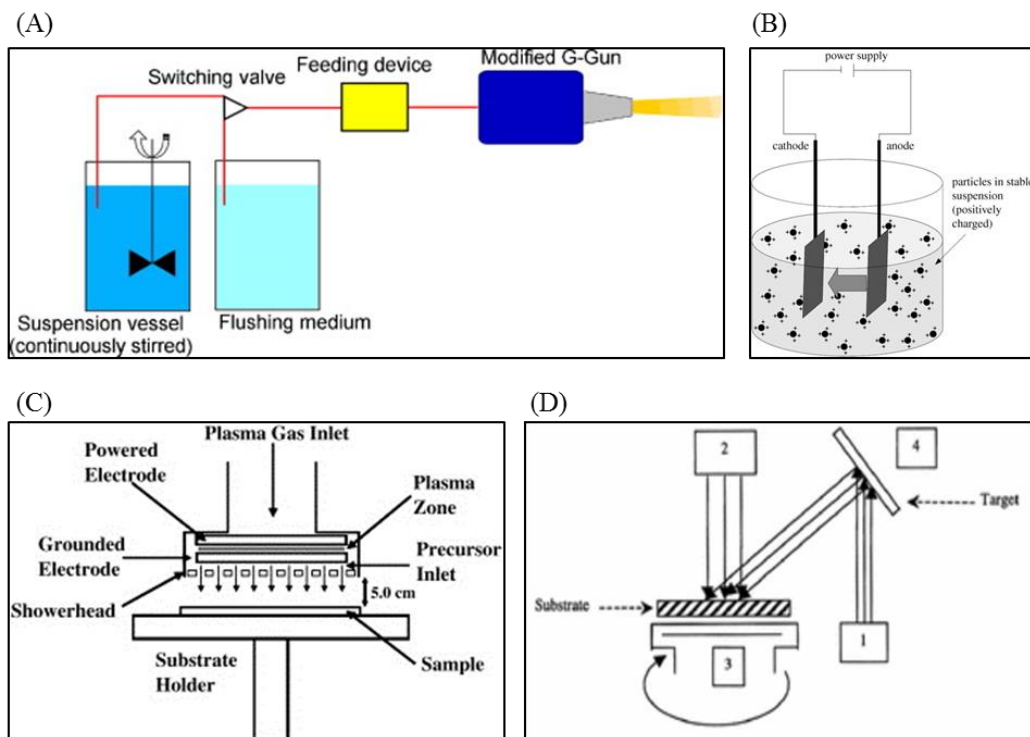 (A)
Switching valve
Feeding device
Modified G-Gun
Suspension vessel
(continuously stirred)
Flushing medium
(B)
power supply
cathode
anode
particles in stable
suspension
(positively
charged)
(C)
Plasma Gas Inlet
Powered
Electrode
Plasma
Zone
Grounded
Electrode
Precursor
Inlet
Showerhead
5.0 cm
Substrate
Holder
Sample
(D)
2
4
Target
Substrate
1
3